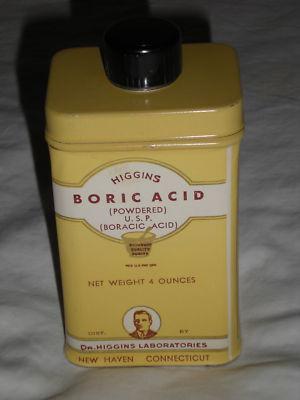 HIGGINS
BORIC ACID
(POWDERED)
U. S. P.
(BORACIC ACID)
NET WEIGHT 4 OUNCES
DIST. BY
DR. HIGGINS LABORATORIES
NEW HAVEN CONNECTICUT